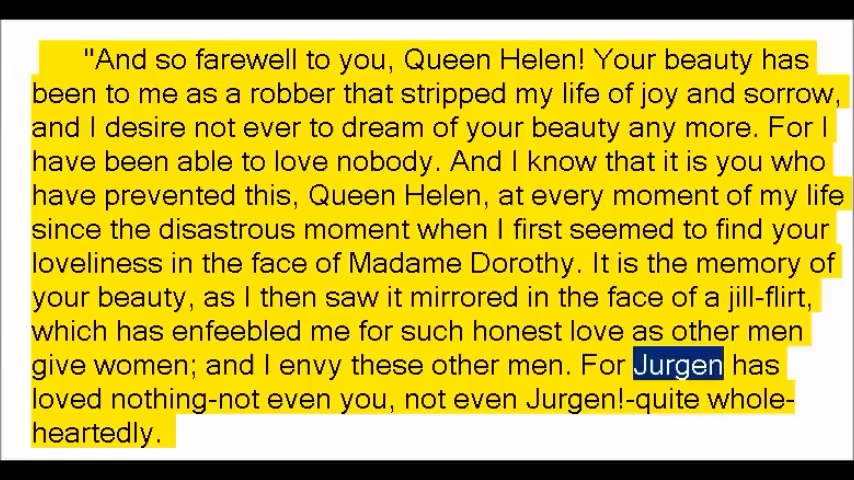 "And so farewell to you, Queen Helen! Your beauty has
been to me as a robber that stripped my life of joy and sorrow,
and I desire not ever to dream of your beauty any more. For I
have been able to love nobody. And I know that it is you who
have prevented this, Queen Helen, at every moment of my life
since the disastrous moment when I first seemed to find your
loveliness in the face of Madame Dorothy. It is the memory of
your beauty, as I then saw it mirrored in the face of a jill-flirt,
which has enfeebled me for such honest love as other men
give women; and I envy these other men. For Jurgen has
loved nothing-not even you, not even Jurgen!-quite whole-
heartedly.